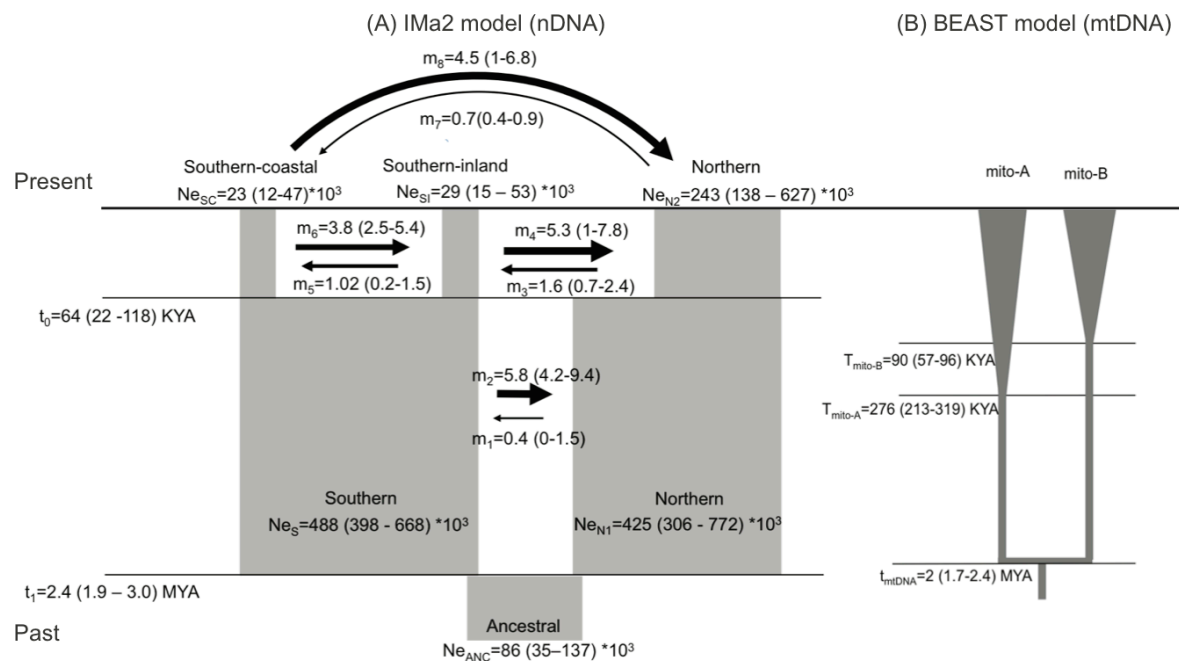 (A) IMa2 model (nDNA)
(B) BEAST model (mtDNA)
m8=4.5 (1-6.8)
m7=0.7(0.4-0.9)
Southern-coastal
Southern-inland
Northern
mito-A
mito-B
Present
NeSC=23 (12-47)*10³
NeSI=29 (15 – 53) *10³
NeN2=243 (138 – 627) *10³
m6=3.8 (2.5-5.4)
m4=5.3 (1-7.8)
m5=1.02 (0.2-1.5)
m3=1.6 (0.7-2.4)
t0=64 (22 -118) KYA
Tmito-B=90 (57-96) KYA
m2=5.8 (4.2-9.4)
Tmito-A=276 (213-319) KYA
m1=0.4 (0-1.5)
Southern
Northern
NeS=488 (398 - 668) *10³
NeN1=425 (306 - 772) *10³
t1=2.4 (1.9 – 3.0) MYA
tmtDNA=2 (1.7-2.4) MYA
Past
Ancestral
NeANC=86 (35–137) *10³